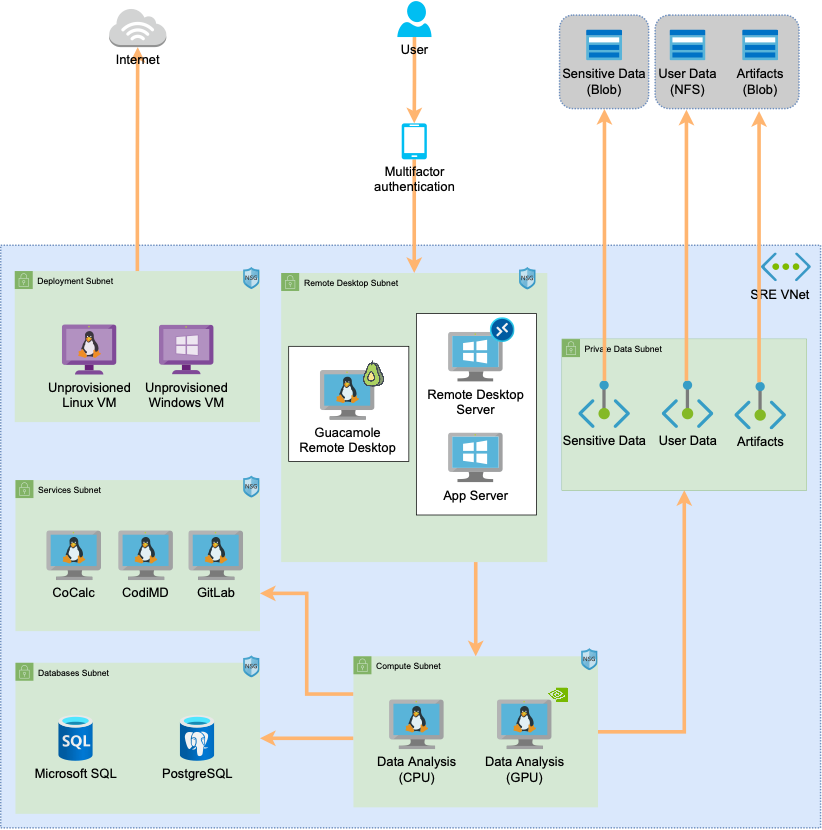 Internet
User
Sensitive Data
(Blob)
User Data
(NFS)
Artifacts
(Blob)
Multifactor
authentication
SRE VNet
Deployment Subnet
NSG
Unprovisioned
Linux VM
Unprovisioned
Windows VM
Remote Desktop Subnet
NSG
Guacamole
Remote Desktop
Remote Desktop
Server
App Server
Private Data Subnet
Sensitive Data
User Data
Artifacts
Services Subnet
NSG
CoCalc
CodiMD
GitLab
Databases Subnet
NSG
SQL
Microsoft SQL
PostgreSQL
Compute Subnet
NSG
Data Analysis
(CPU)
Data Analysis
(GPU)